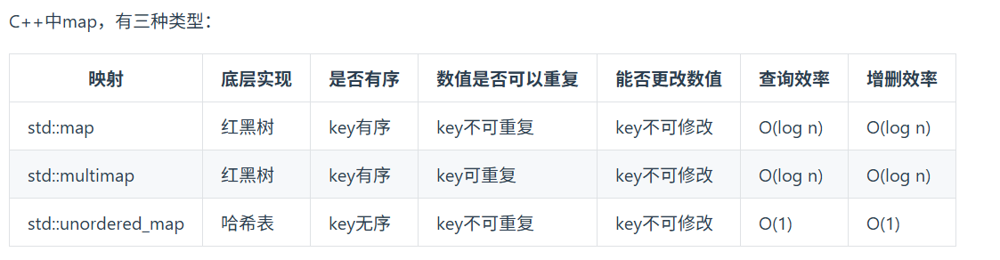 C++中map，有三种类型：
映射 底层实现 是否有序 数值是否可以重复 能否更改数值 查询效率 增删效率
std::map 红黑树 key有序 key不可重复 key不可修改 O(log n) O(log n)
std::multimap 红黑树 key有序 key可重复 key不可修改 O(log n) O(log n)
std::unordered_map 哈希表 key无序 key不可重复 key不可修改 O(1) O(1)